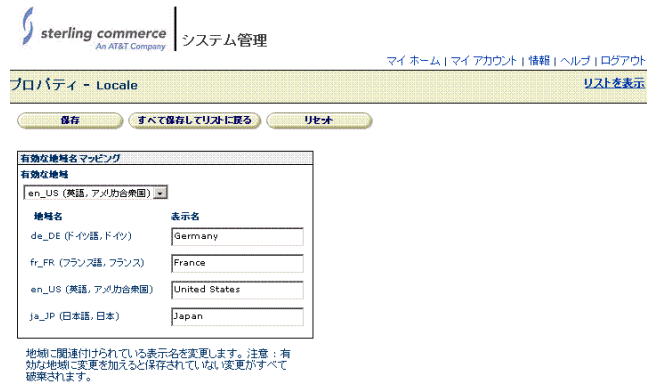 sterling commerce
An AT&T Company
システム管理
マイ ホーム | マイ アカウント | 情報 | ヘルプ | ログアウト
プロパティ - Locale
リストを表示
保存
すべて保存してリストに戻る
リセット
有効な地域名マッピング
有効な地域
en_US (英語, アメリカ合衆国)
地域名 表示名
de_DE (ドイツ語, ドイツ) Germany
fr_FR (フランス語, フランス) France
en_US (英語, アメリカ合衆国) United States
ja_JP (日本語, 日本) Japan
地域に関連付けられている表示名を変更します。注意：有
効な地域に変更を加えると保存されていない変更がすべて
破棄されます。